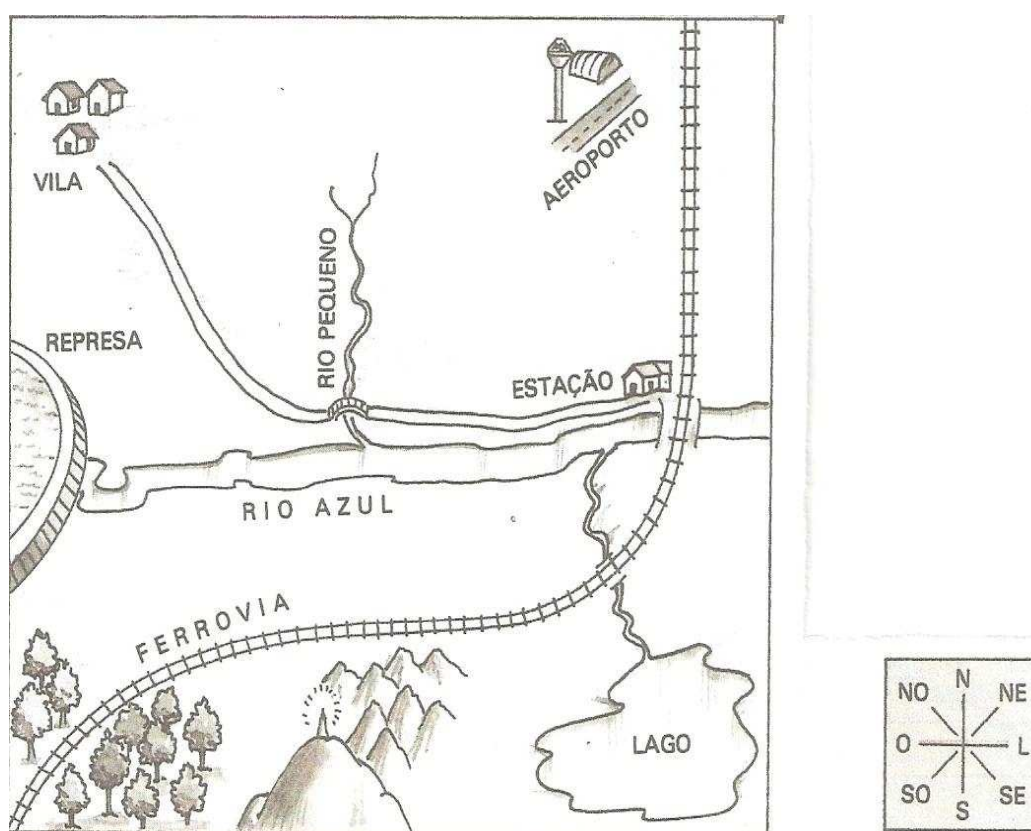 VILA
AEROPORTO
RIO PEQUENO
REPRESA
ESTAÇÃO
RIO AZUL
FERROVIA
LAGO
NO N NE
O L
SO S SE